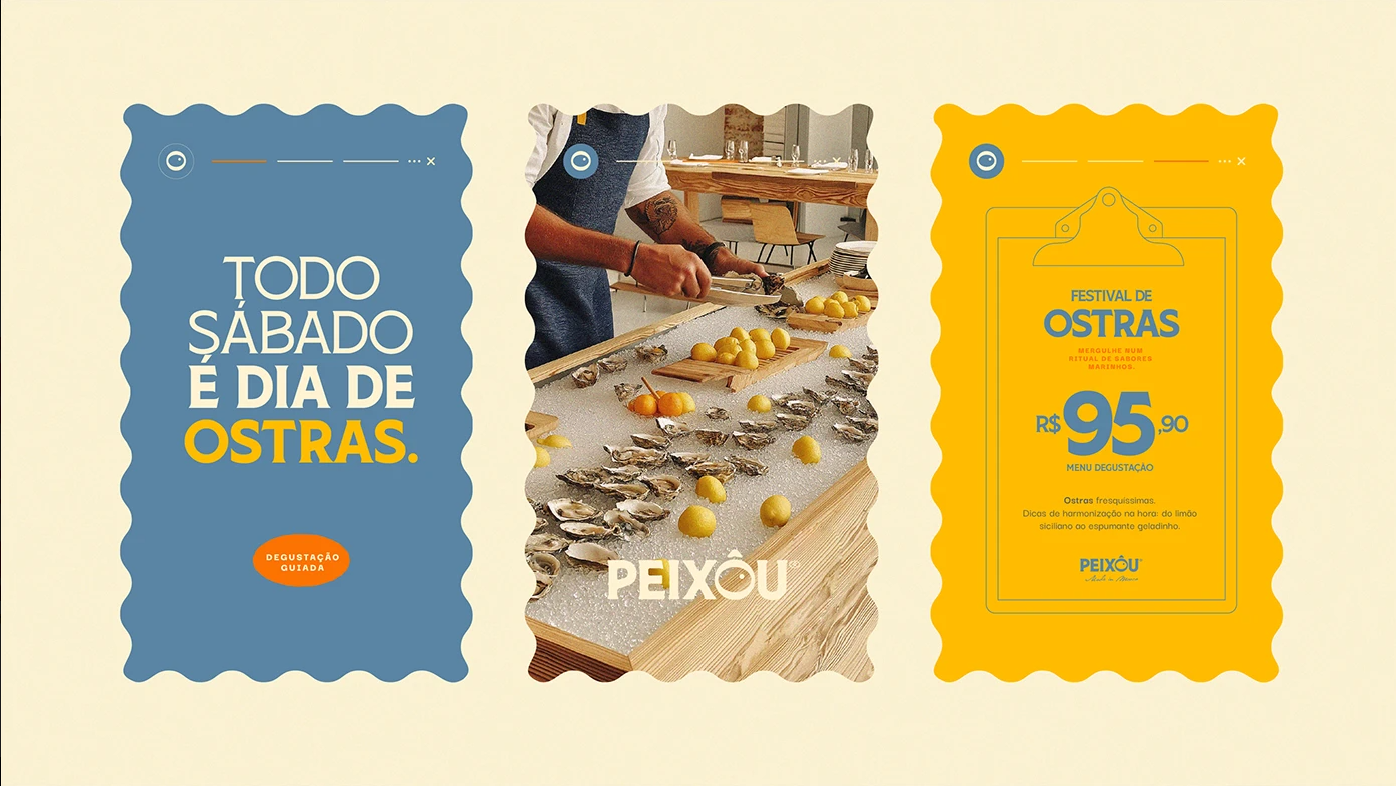 TODO
SÁBADO
É DIA DE
OSTRAS.
DEGUSTAÇÃO
GUIADA
PEIXÔU
FESTIVAL DE
OSTRAS
MERGULHE NUM
RITUAL DE SABORES
MARINHOS.
R$95,90
MENU DEGUSTAÇÃO
Ostras fresquíssimas.
Dicas de harmonização na hora: do limão
siciliano ao espumante geladinho.
PEIXÔU